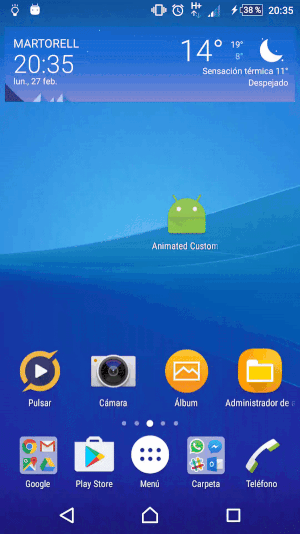 H+
38 %
20:35
MARTORELL
20:35
lun., 27 feb.
14°
19°
8°
Sensación térmica 11°
Despejado
Animated Custom
Pulsar
Cámara
Álbum
Administrador de a
Google
Play Store
Menú
Carpeta
Teléfono